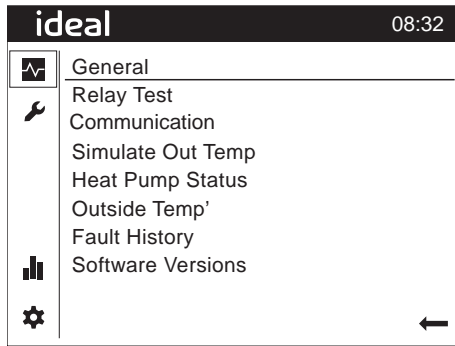 ideal 08:32
General
Relay Test
Communication
Simulate Out Temp
Heat Pump Status
Outside Temp’
Fault History
Software Versions